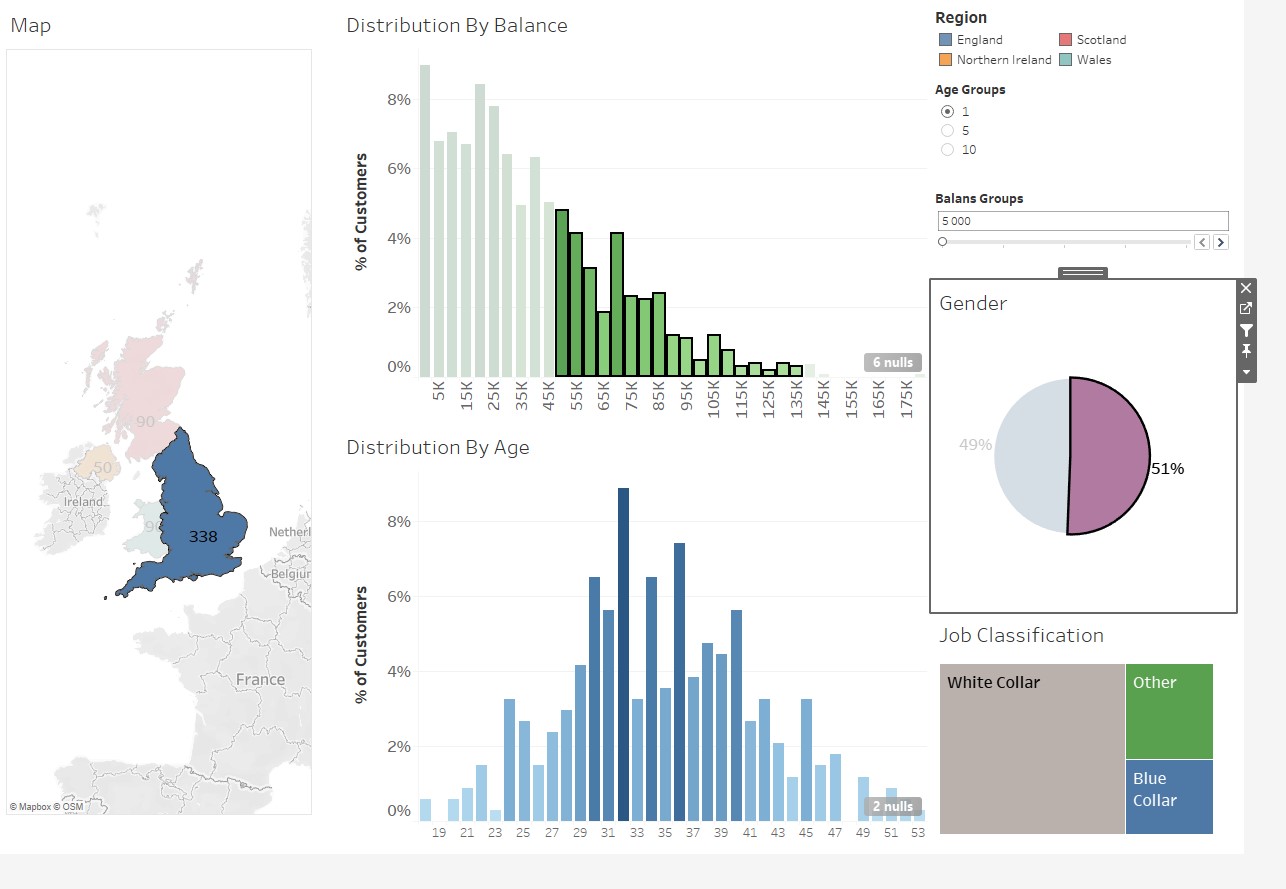 Map
90
50
Ireland
90
338
Netherl
Belgiur
France
© Mapbox © OSM
Distribution By Balance
% of Customers
8%
6%
4%
2%
0%
6 nulls
5K
15K
25K
35K
45K
55K
65K
75K
85K
95K
105K
115K
125K
135K
145K
155K
165K
175K
Distribution By Age
% of Customers
8%
6%
4%
2%
0%
2 nulls
19 21 23 25 27 29 31 33 35 37 39 41 43 45 47 49 51 53
Region
England Scotland
Northern Ireland Wales
Age Groups
1
5
10
Balans Groups
5 000
Gender
49%
51%
Job Classification
White Collar
Other
Blue
Collar